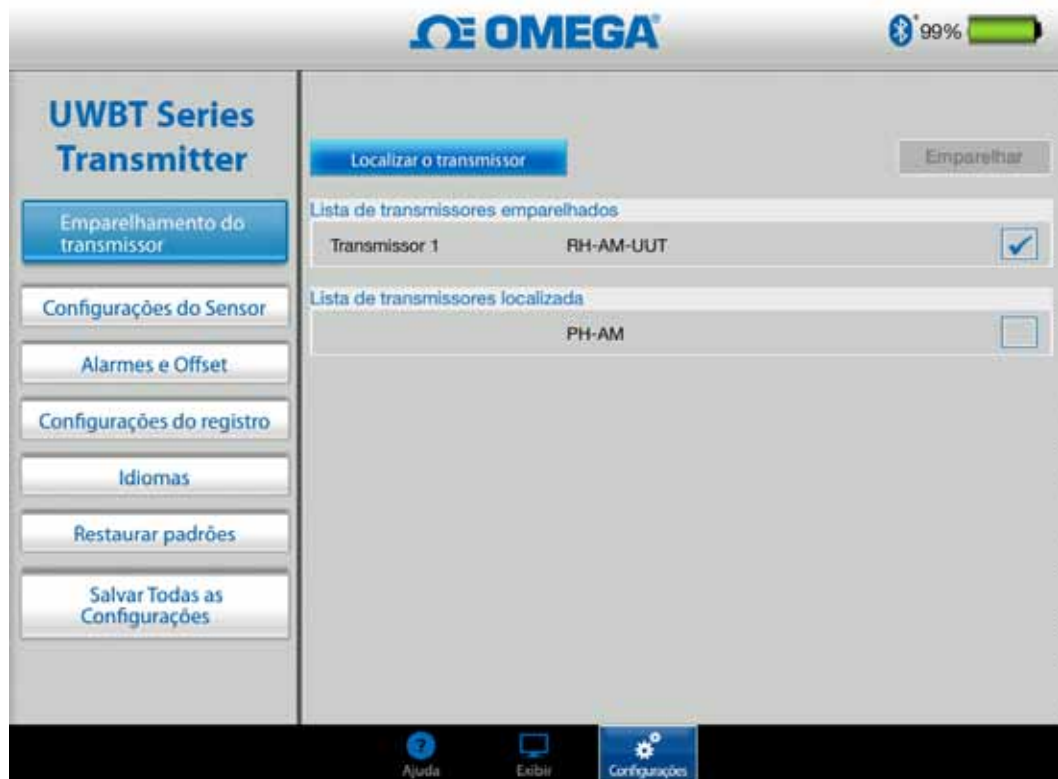 OMEGA
99%
UWBT Series
Transmitter
Localizar o transmissor
Emparelhar
Emparelhamento do
transmissor
Lista de transmissores emparelhados
Transmissor 1 RH-AM-UUT
Configurações do Sensor
Lista de transmissores localizada
PH-AM
Alarmes e Offset
Configurações do registro
Idiomas
Restaurar padrões
Salvar Todas as
Configurações
Ajuda
Exibir
Configurações